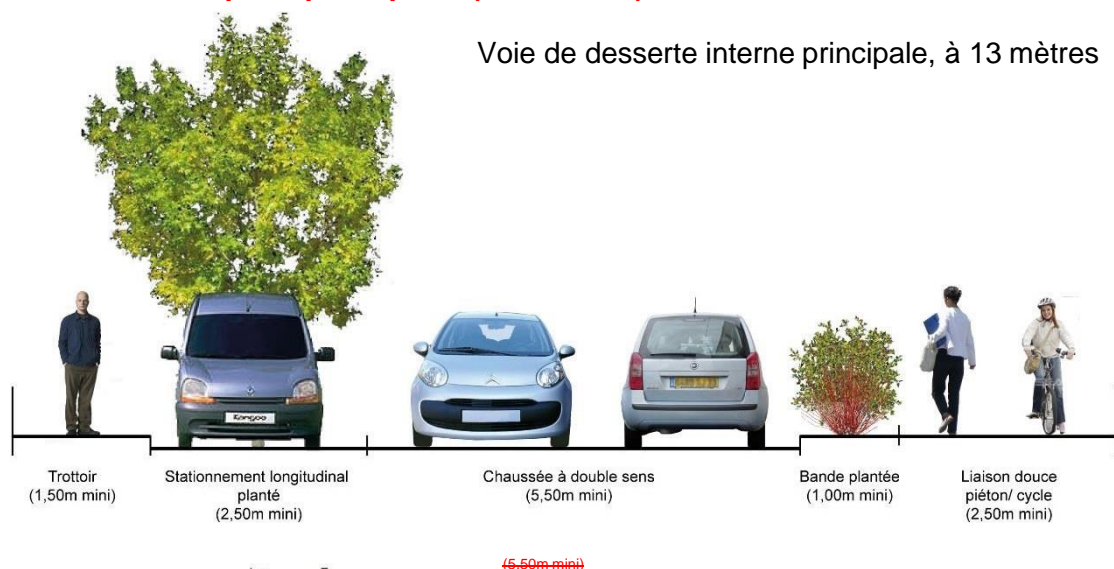 Voie de desserte interne principale, à 13 mètres
Kangoo
Trottoir
(1,50m mini)
Stationnement longitudinal
planté
(2,50m mini)
Chaussée à double sens
(5,50m mini)
Bande plantée
(1,00m mini)
Liaison douce
piéton/ cycle
(2,50m mini)
(5,50m mini)